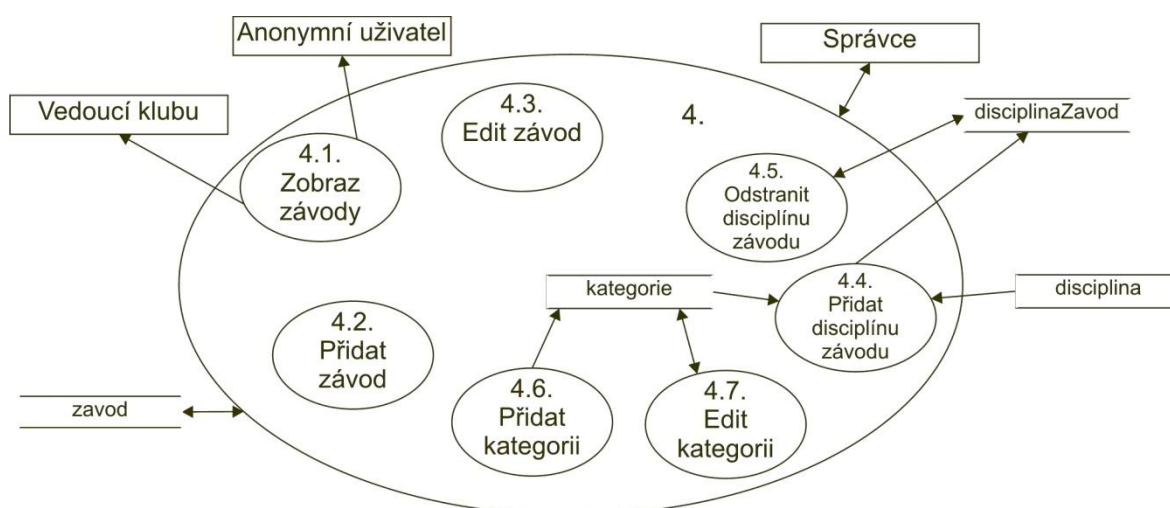 Anonymní uživatel
Správce
Vedoucí klubu
4.3.
Edit závod
4.
disciplinaZavod
4.1.
Zobraz
závody
4.5.
Odstranit
disciplínu
závodu
kategorie
4.4.
Přidat
disciplínu
závodu
disciplina
4.2.
Přidat
závod
zavod
4.6.
Přidat
kategorii
4.7.
Edit
kategorii